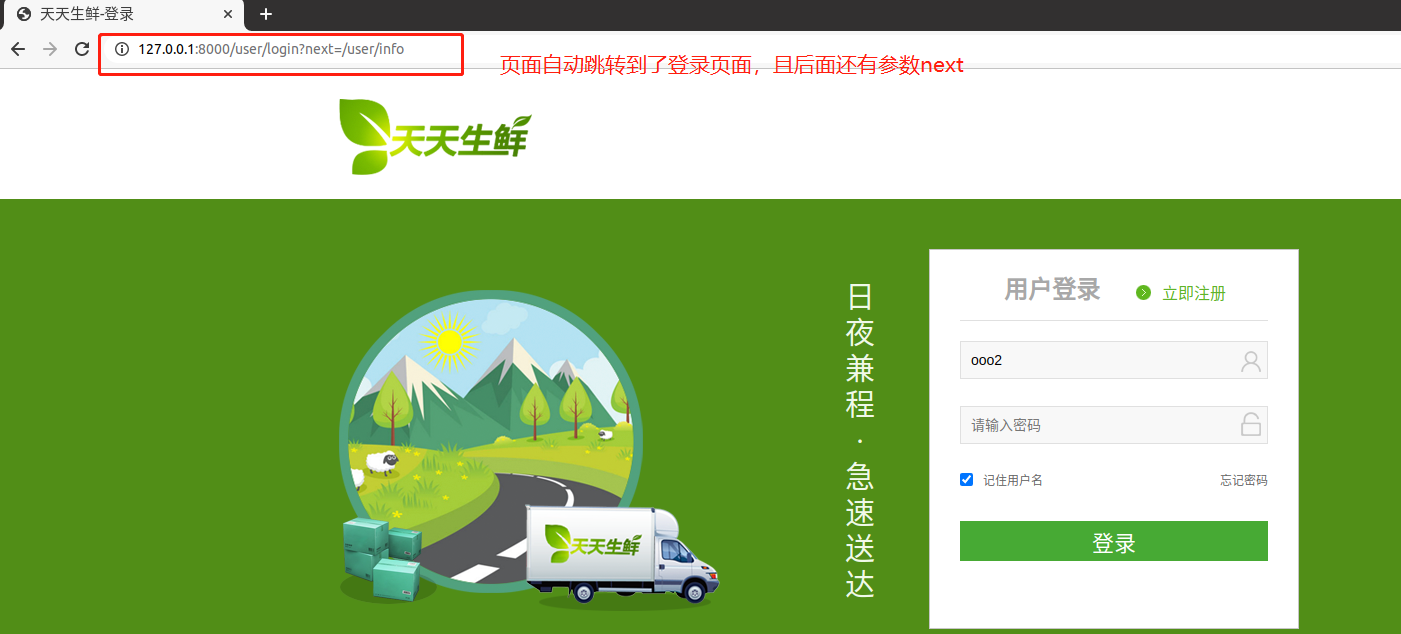 天天生鲜-登录
127.0.0.1:8000/user/login?next=/user/info
页面自动跳转到了登录页面，且后面还有参数next
天天生鲜
日夜兼程·急速送达
用户登录
立即注册
ooo2
请输入密码
记住用户名
忘记密码
登录
天天生鲜